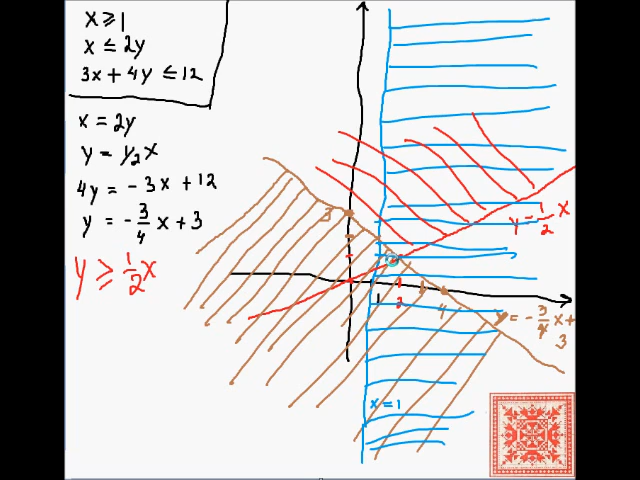 x ≥ 1
x ≤ 2y
3x + 4y ≤ 12
x = 2y
y = 1/2 x
4y = -3x + 12
y = -3/4 x + 3
y ≥ 1/2 x
3
1
2
4
y = 1/2 x
y = -3/4 x + 3
x = 1